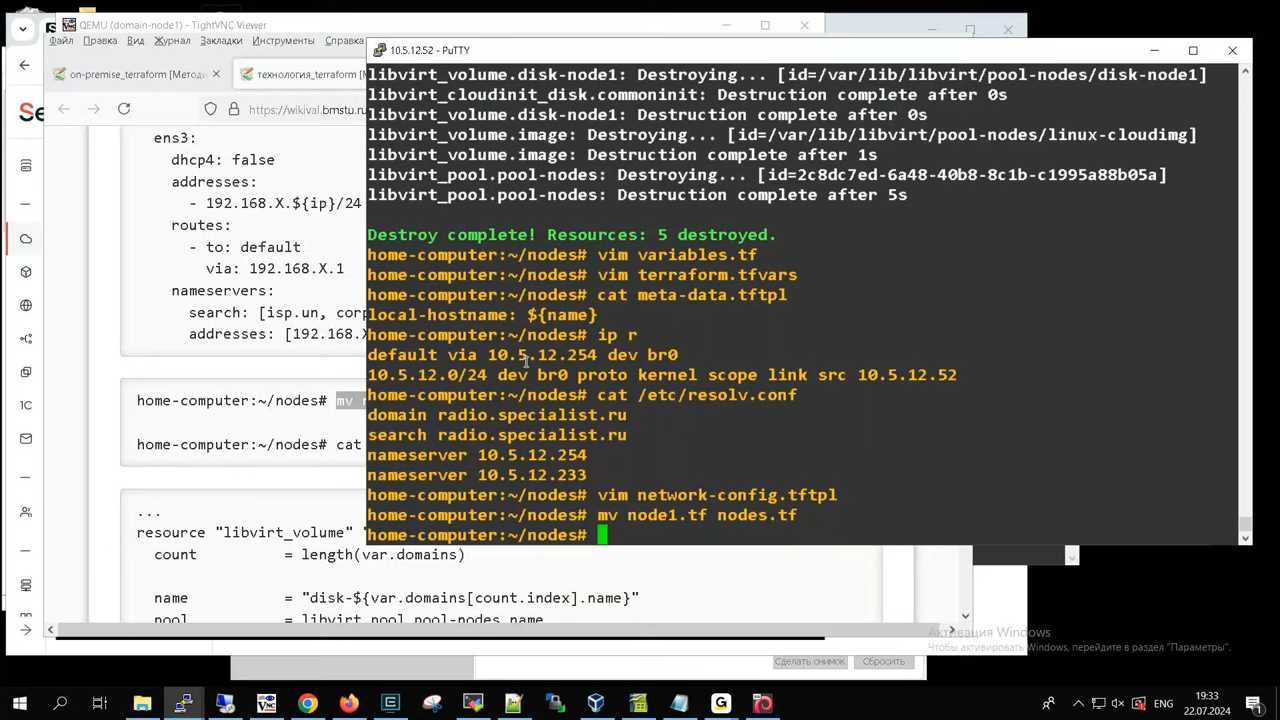 QEMU (domain-node1) - TightVNC Viewer
Файл Правка Вид Журнал Закладки Инструменты Справка
10.5.12.52 - PuTTY
on-premise_terraform [Методи
технология_terraform [Метод
https://wikival.bmstu.r
Se
ens3:
dhcp4: false
addresses:
- 192.168.X.${ip}/24
routes:
- to: default
via: 192.168.X.1
nameservers:
search: [isp.un, corp
addresses: [192.168
home-computer:~/nodes# mv n
home-computer:~/nodes# cat
...
resource "libvirt_volume"
count = length(var.domains)
name = "disk-${var.domains[count.index].name}"
pool = libvirt_pool.pool-nodes.name
libvirt_volume.disk-node1: Destroying... [id=/var/lib/libvirt/pool-nodes/disk-node1]
libvirt_cloudinit_disk.commoninit: Destruction complete after 0s
libvirt_volume.disk-node1: Destruction complete after 0s
libvirt_volume.image: Destroying... [id=/var/lib/libvirt/pool-nodes/linux-cloudimg]
libvirt_volume.image: Destruction complete after 1s
libvirt_pool.pool-nodes: Destroying... [id=2c8dc7ed-6a48-40b8-8c1b-c1995a88b05a]
libvirt_pool.pool-nodes: Destruction complete after 5s
Destroy complete! Resources: 5 destroyed.
home-computer:~/nodes# vim variables.tf
home-computer:~/nodes# vim terraform.tfvars
home-computer:~/nodes# cat meta-data.tftpl
local-hostname: ${name}
home-computer:~/nodes# ip r
default via 10.5.12.254 dev br0
10.5.12.0/24 dev br0 proto kernel scope link src 10.5.12.52
home-computer:~/nodes# cat /etc/resolv.conf
domain radio.specialist.ru
search radio.specialist.ru
nameserver 10.5.12.254
nameserver 10.5.12.233
home-computer:~/nodes# vim network-config.tftpl
home-computer:~/nodes# mv node1.tf nodes.tf
home-computer:~/nodes#
1С
Активация Windows
Чтобы активировать Windows, перейдите в раздел "Параметры".
Сделать снимок
Сбросить
ENG
19:33
22.07.2024
1